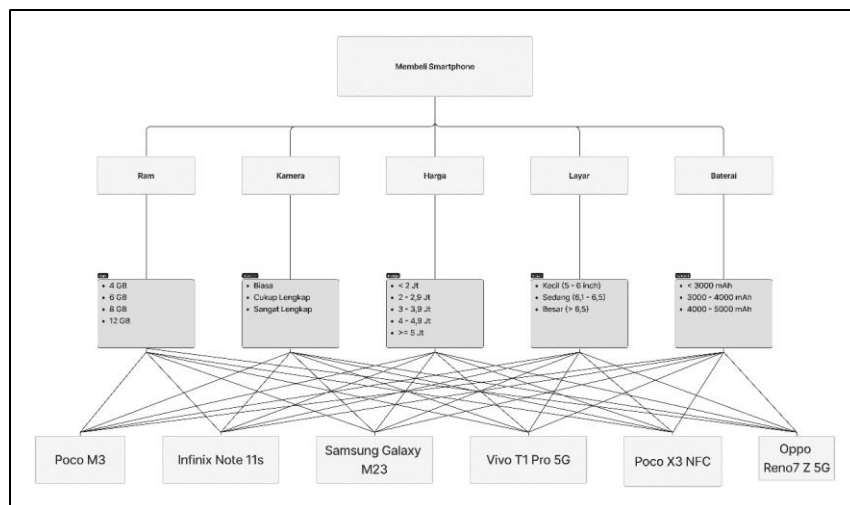 Membeli Smartphone
Ram
Kamera
Harga
Layar
Baterai
• 4 GB
• 6 GB
• 8 GB
• 12 GB
• Biasa
• Cukup Lengkap
• Sangat Lengkap
• < 2 Jt
• 2 - 2,9 Jt
• 3 - 3,9 Jt
• 4 - 4,9 Jt
• >= 5 Jt
• Kecil (5 - 6 inch)
• Sedang (6,1 - 6,5)
• Besar (> 6,5)
• < 3000 mAh
• 3000 - 4000 mAh
• 4000 - 5000 mAh
Poco M3
Infinix Note 11s
Samsung Galaxy
M23
Vivo T1 Pro 5G
Poco X3 NFC
Oppo
Reno7 Z 5G